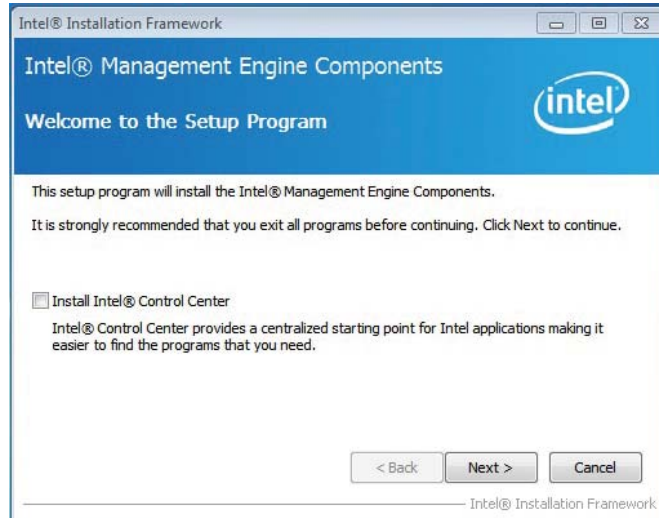 Intel® Installation Framework
Intel® Management Engine Components
Welcome to the Setup Program
intel
This setup program will install the Intel® Management Engine Components.
It is strongly recommended that you exit all programs before continuing. Click Next to continue.
Install Intel® Control Center
Intel® Control Center provides a centralized starting point for Intel applications making it
easier to find the programs that you need.
< Back Next > Cancel
Intel® Installation Framework